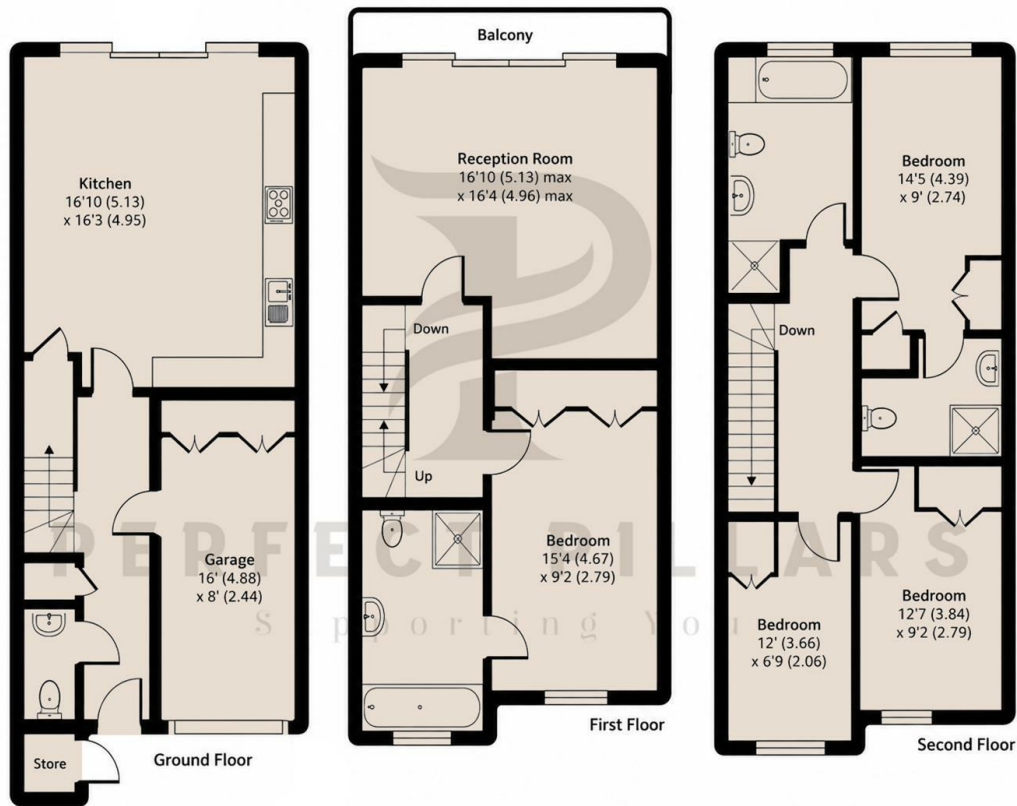 Balcony
Kitchen
16'10 (5.13)
x 16'3 (4.95)
Reception Room
16'10 (5.13) max
x 16'4 (4.96) max
Bedroom
14'5 (4.39)
x 9' (2.74)
Down
Down
Up
Garage
16' (4.88)
x 8' (2.44)
Bedroom
15'4 (4.67)
x 9'2 (2.79)
Bedroom
12' (3.66)
x 6'9 (2.06)
Bedroom
12'7 (3.84)
x 9'2 (2.79)
Store
Ground Floor
First Floor
Second Floor
PERFECT PILLARS
Supporting You